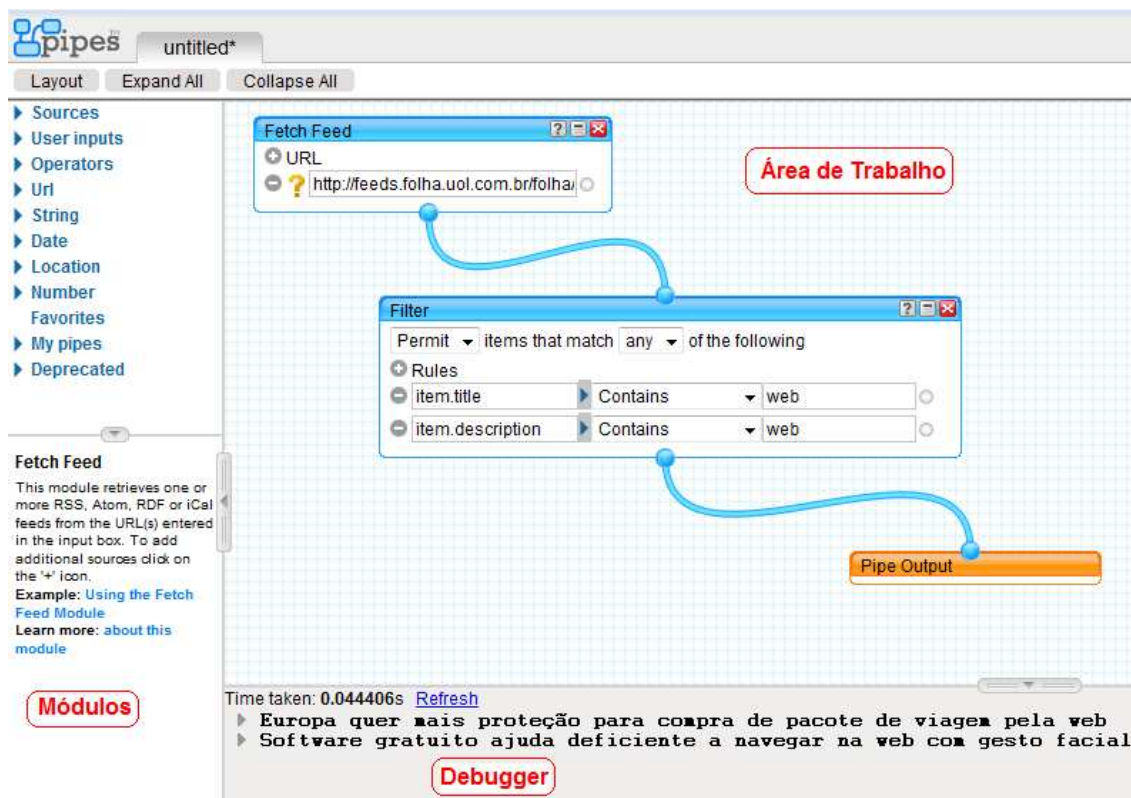 pipes
untitled*
Layout Expand All Collapse All
Sources
User inputs
Operators
Url
String
Date
Location
Number
Favorites
My pipes
Deprecated
Fetch Feed
This module retrieves one or
more RSS, Atom, RDF or iCal
feeds from the URL(s) entered
in the input box. To add
additional sources click on
the '+' icon.
Example: Using the Fetch
Feed Module
Learn more: about this
module
Módulos
Fetch Feed
URL
http://feeds.folha.uol.com.br/folha/
Área de Trabalho
Filter
Permit items that match any of the following
Rules
item.title Contains web
item.description Contains web
Pipe Output
Time taken: 0.044406s Refresh
Europa quer mais proteção para compra de pacote de viagem pela web
Software gratuito ajuda deficiente a navegar na web com gesto facial
Debugger